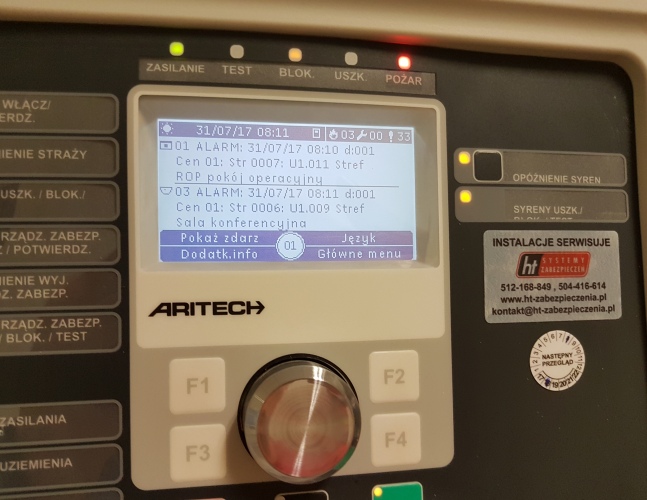 ZASILANIE
TEST
BLOK.
USZK.
POŻAR
WŁĄCZ/
ERDZ.
NIENIE STRAŻY
USZK. / BLOK./
RZĄDZ. ZABEZP.
/ POTWIERDZ.
NIENIE WYJ.
DZ. ZABEZP.
RZĄDZ. ZABEZP.
/ BLOK. / TEST
ZASILANIA
UZIEMIENIA
31/07/17 08:11 03 00 33
01 ALARM: 31/07/17 08:10 d:001
Cen 01: Str 0007: U1.011 Stref
ROP pokój operacyjny
03 ALARM: 31/07/17 08:11 d:001
Cen 01: Str 0006: U1.009 Stref
Sala konferencyjna
Pokaż zdarz
Język
01
Dodatk.info
Główne menu
ARITECH
F1
F2
F3
F4
OPÓŹNIENIE SYREN
SYRENY USZK./
INSTALACJE SERWISUJE
ht SYSTEMY
ZABEZPIECZEŃ
512-168-849 , 504-416-614
www.ht-zabezpieczenia.pl
kontakt@ht-zabezpieczenia.pl
NASTĘPNY
PRZEGLĄD